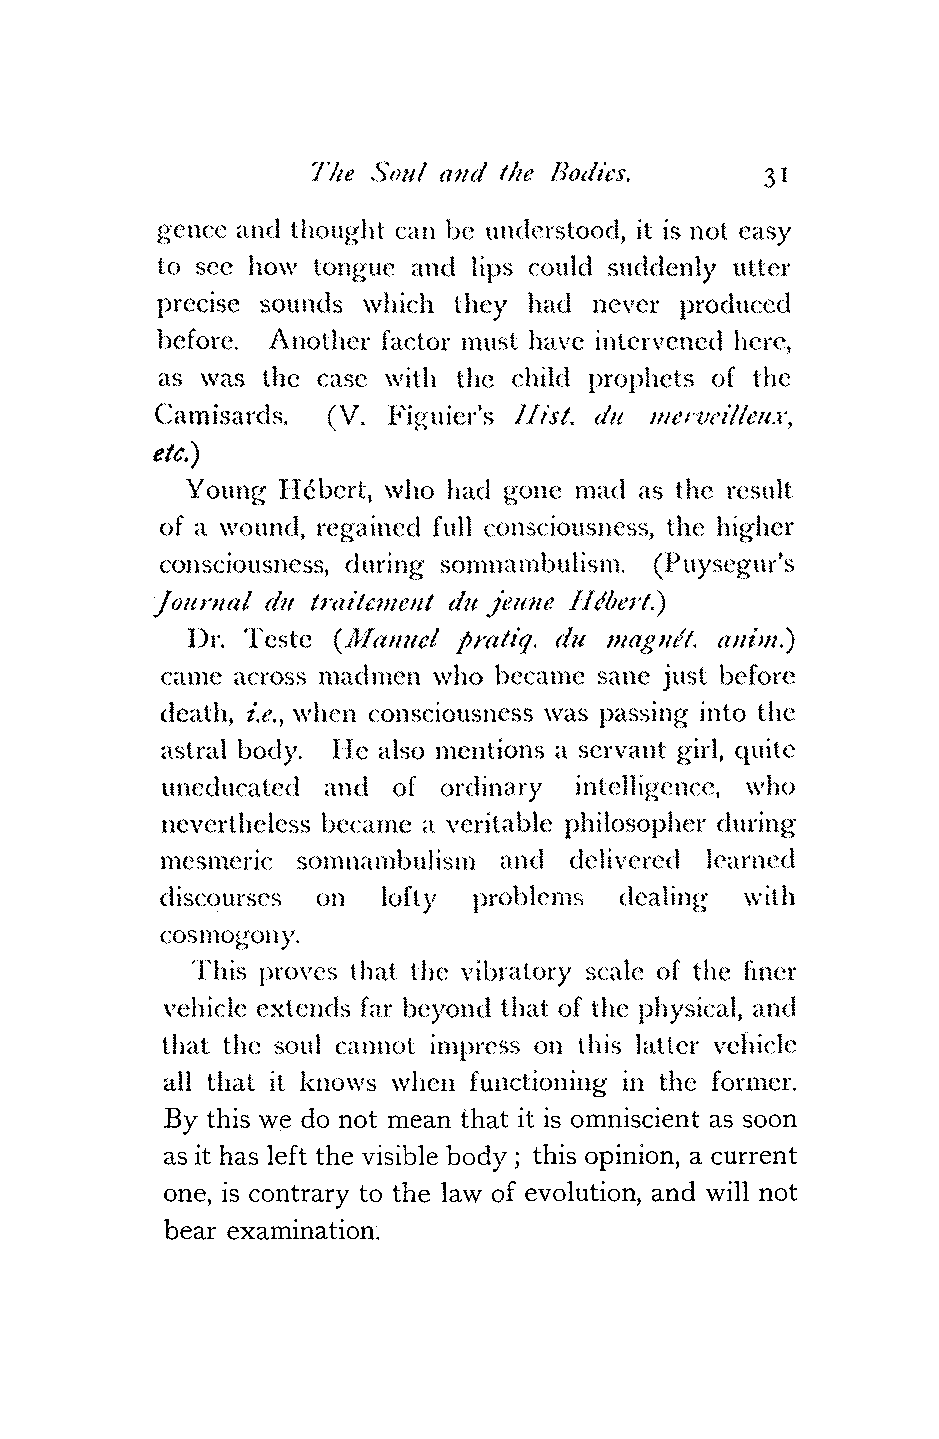 The Soul and the Bodies. 31
gence and thought can be understood, it is not easy
to see how tongue and lips could suddenly utter
precise sounds which they had never produced
before. Another factor must have intervened here,
as was the case with the child prophets of the
Camisards. (V. Figuier's Hist. du merveilleux,
etc.)
Young Hébert, who had gone mad as the result
of a wound, regained full consciousness, the higher
consciousness, during somnambulism. (Puysegur's
Journal du traitement du jeune Hébert.)
Dr. Teste (Manuel pratiq. du magnét. anim.)
came across madmen who became sane just before
death, i.e., when consciousness was passing into the
astral body. He also mentions a servant girl, quite
uneducated and of ordinary intelligence, who
nevertheless became a veritable philosopher during
mesmeric somnambulism and delivered learned
discourses on lofty problems dealing with
cosmogony.
This proves that the vibratory scale of the finer
vehicle extends far beyond that of the physical, and
that the soul cannot impress on this latter vehicle
all that it knows when functioning in the former.
By this we do not mean that it is omniscient as soon
as it has left the visible body ; this opinion, a current
one, is contrary to the law of evolution, and will not
bear examination.